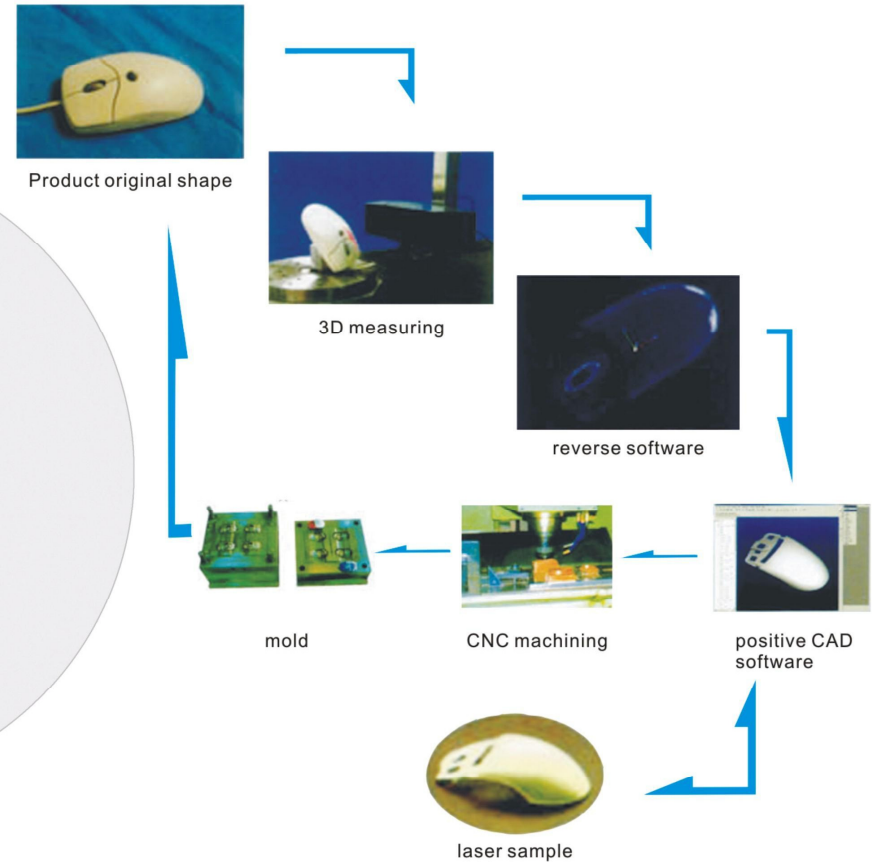 Product original shape
3D measuring
reverse software
mold
CNC machining
positive CAD
software
laser sample